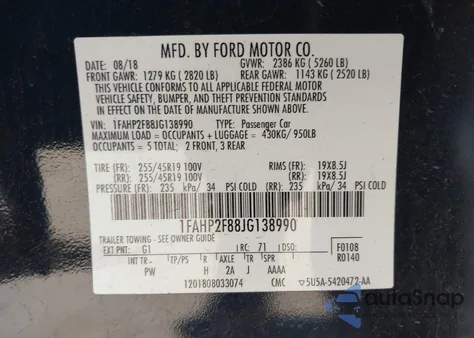 MFD. BY FORD MOTOR CO.
DATE: 08/18 GVWR: 2386 KG ( 5260 LB)
FRONT GAWR: 1279 KG ( 2820 LB) REAR GAWR: 1143 KG ( 2520 LB)
THIS VEHICLE CONFORMS TO ALL APPLICABLE FEDERAL MOTOR
VEHICLE SAFETY, BUMPER, AND THEFT PREVENTION STANDARDS
IN EFFECT ON THE DATE OF MANUFACTURE SHOWN ABOVE.
VIN: 1FAHP2F88JG138990 TYPE: Passenger Car
MAXIMUM LOAD = OCCUPANTS + LUGGAGE = 430KG/ 950LB
OCCUPANTS = 5 TOTAL; 2 FRONT, 3 REAR
TIRE (FR): 255/45R19 100V RIMS (FR): 19X8.5J
(RR): 255/45R19 100V (RR): 19X8.5J
PRESSURE (FR): 235 kPa/ 34 PSI COLD (RR): 235 kPa/ 34 PSI COLD
1FAHP2F88JG138990
TRAILER TOWING - SEE OWNER GUIDE
EXT PNT: G1 RC: 71 DSO: F0108
R0140
INT TR TP/PS R AXLE TR SPR
PW H 2A J AAAA
1201808033074 CMC 5U5A-5420472-AA
AutoSnap